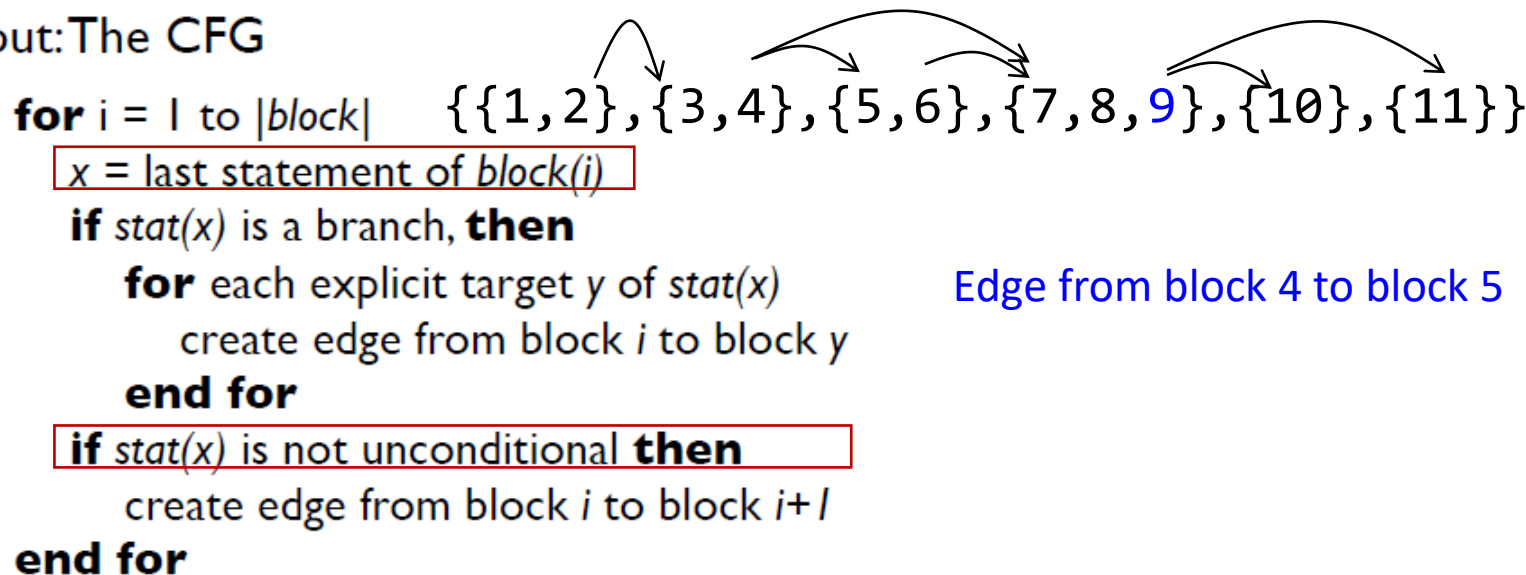 out: The CFG
for i = 1 to |block|
{{1,2},{3,4},{5,6},{7,8,9},{10},{11}}
x = last statement of block(i)
if stat(x) is a branch, then
for each explicit target y of stat(x)
Edge from block 4 to block 5
create edge from block i to block y
end for
if stat(x) is not unconditional then
create edge from block i to block i+1
end for